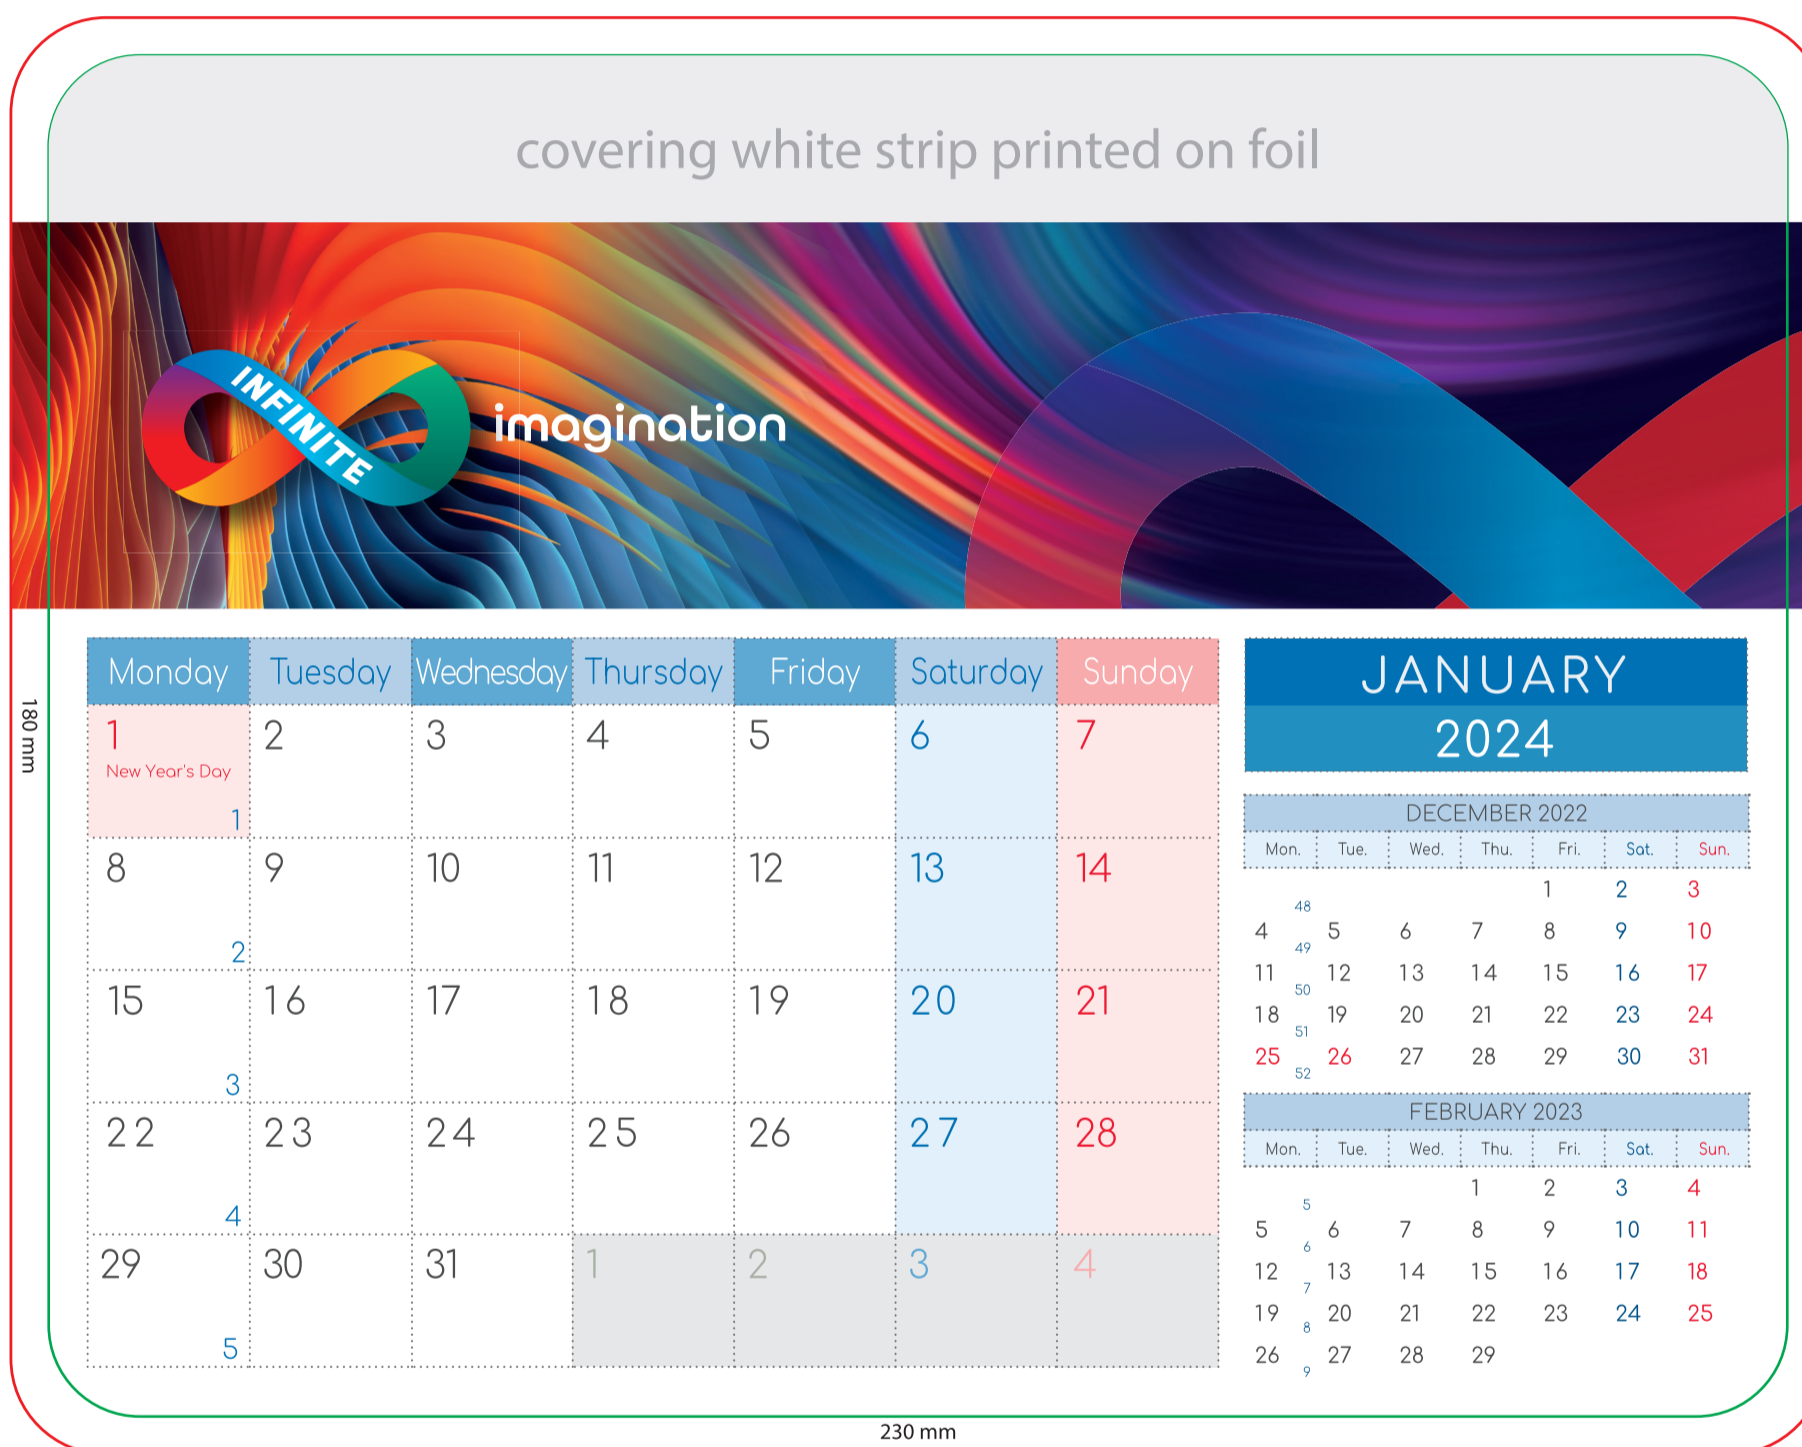 covering white strip printed on foil
INFINITE
imagination
180 mm
Monday Tuesday Wednesday Thursday Friday Saturday Sunday
1 2 3 4 5 6 7
New Year's Day
1
8 9 10 11 12 13 14
2
15 16 17 18 19 20 21
3
22 23 24 25 26 27 28
4
29 30 31 1 2 3 4
5
JANUARY
2024
DECEMBER 2022
Mon. Tue. Wed. Thu. Fri. Sat. Sun.
1 2 3
48
4 5 6 7 8 9 10
49
11 12 13 14 15 16 17
50
18 19 20 21 22 23 24
51
25 26 27 28 29 30 31
52
FEBRUARY 2023
Mon. Tue. Wed. Thu. Fri. Sat. Sun.
1 2 3 4
5
5 6 7 8 9 10 11
6
12 13 14 15 16 17 18
7
19 20 21 22 23 24 25
8
26 27 28 29
9
230 mm